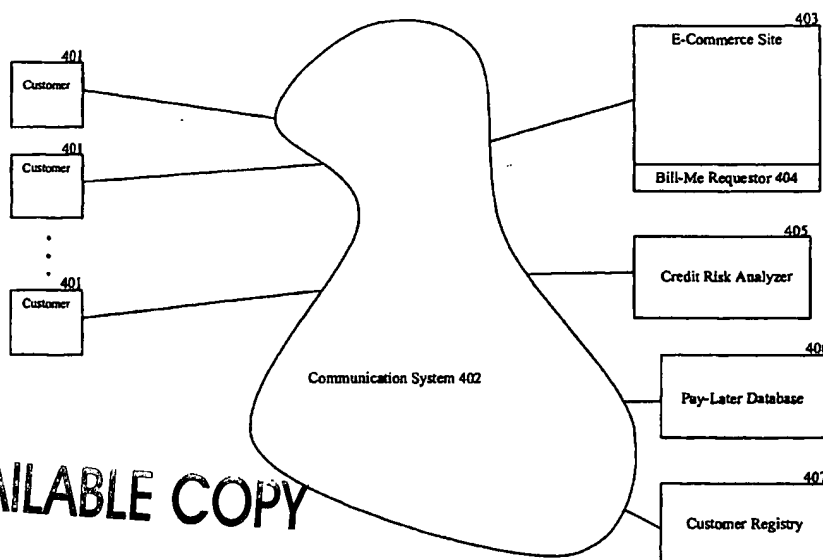 401
Customer
401
Customer
401
Customer
Communication System 402
403
E-Commerce Site
Bill-Me Requestor 404
405
Credit Risk Analyzer
Pay-Later Database
407
Customer Registry
COPY